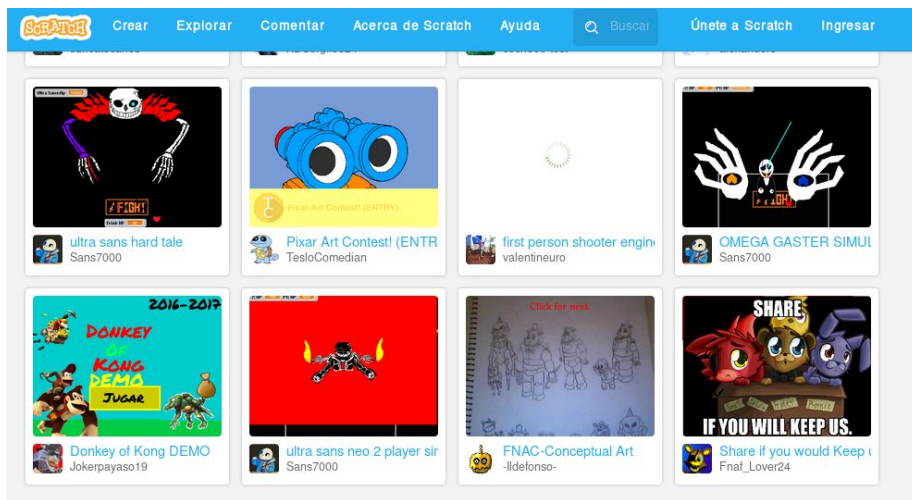 SCRATCH Crear Explorar Comentar Acerca de Scratch Ayuda Buscar Únete a Scratch Ingresar
FIGHT
ultra sans hard tale
Sans7000
TC Pixar Art Contest! (ENTRY)
Pixar Art Contest! (ENTR
TesloComedian
first person shooter engin
valentineuro
FIGHT
OMEGA GASTER SIMUL
Sans7000
2016-2017
DONKEY
OF
KONG
DEMO
JUGAR
Donkey of Kong DEMO
Jokerpayaso19
ultra sans neo 2 player sir
Sans7000
Click for next.
FNAC-Conceptual Art
-Ildefonso-
SHARE
IF YOU WILL KEEP US.
Share if you would Keep u
Fnaf_Lover24